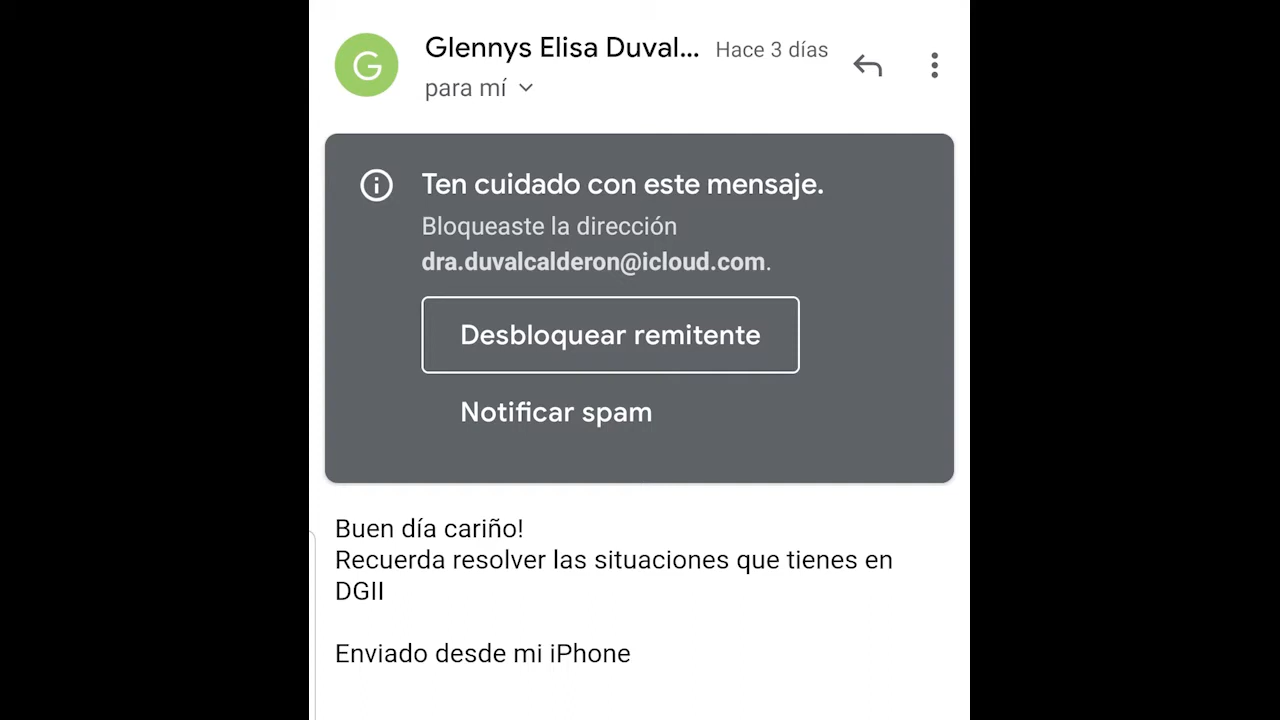 G
Glennys Elisa Duval... Hace 3 días
para mí
Ten cuidado con este mensaje.
Bloqueaste la dirección
dra.duvalcalderon@icloud.com.
Desbloquear remitente
Notificar spam
Buen día cariño!
Recuerda resolver las situaciones que tienes en
DGII
Enviado desde mi iPhone